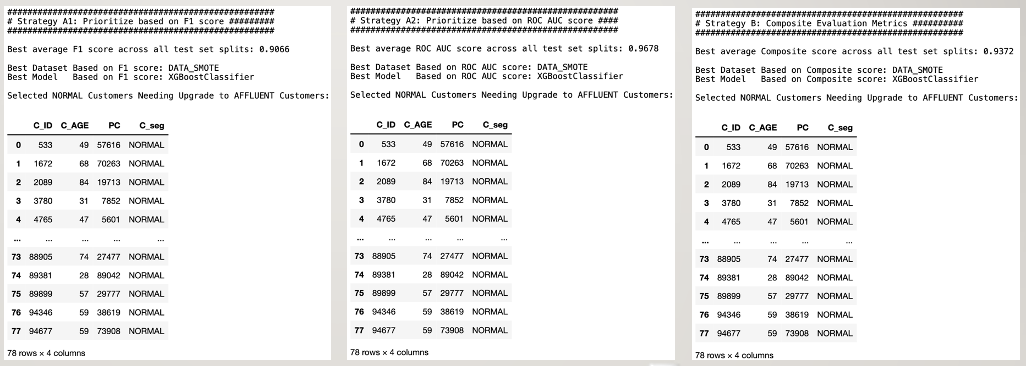 ##################################################
# Strategy A1: Prioritize based on F1 score #########
##################################################
Best average F1 score across all test set splits: 0.9066
Best Dataset Based on F1 score: DATA_SMOTE
Best Model   Based on F1 score: XGBoostClassifier
Selected NORMAL Customers Needing Upgrade to AFFLUENT Customers:
C_ID C_AGE PC C_seg
0 533 49 57616 NORMAL
1 1672 68 70263 NORMAL
2 2089 84 19713 NORMAL
3 3780 31 7852 NORMAL
4 4765 47 5601 NORMAL
... ... ... ... ...
73 88905 74 27477 NORMAL
74 89381 28 89042 NORMAL
75 89899 57 29777 NORMAL
76 94346 59 38619 NORMAL
77 94677 59 73908 NORMAL
78 rows × 4 columns
##################################################
# Strategy A2: Prioritize based on ROC AUC score ####
##################################################
Best average ROC AUC score across all test set splits: 0.9678
Best Dataset Based on ROC AUC score: DATA_SMOTE
Best Model   Based on ROC AUC score: XGBoostClassifier
Selected NORMAL Customers Needing Upgrade to AFFLUENT Customers:
C_ID C_AGE PC C_seg
0 533 49 57616 NORMAL
1 1672 68 70263 NORMAL
2 2089 84 19713 NORMAL
3 3780 31 7852 NORMAL
4 4765 47 5601 NORMAL
... ... ... ... ...
73 88905 74 27477 NORMAL
74 89381 28 89042 NORMAL
75 89899 57 29777 NORMAL
76 94346 59 38619 NORMAL
77 94677 59 73908 NORMAL
78 rows × 4 columns
##################################################
# Strategy B: Composite Evaluation Metrics ##########
##################################################
Best average Composite score across all test set splits: 0.9372
Best Dataset Based on Composite score: DATA_SMOTE
Best Model   Based on Composite score: XGBoostClassifier
Selected NORMAL Customers Needing Upgrade to AFFLUENT Customers:
C_ID C_AGE PC C_seg
0 533 49 57616 NORMAL
1 1672 68 70263 NORMAL
2 2089 84 19713 NORMAL
3 3780 31 7852 NORMAL
4 4765 47 5601 NORMAL
... ... ... ... ...
73 88905 74 27477 NORMAL
74 89381 28 89042 NORMAL
75 89899 57 29777 NORMAL
76 94346 59 38619 NORMAL
77 94677 59 73908 NORMAL
78 rows × 4 columns